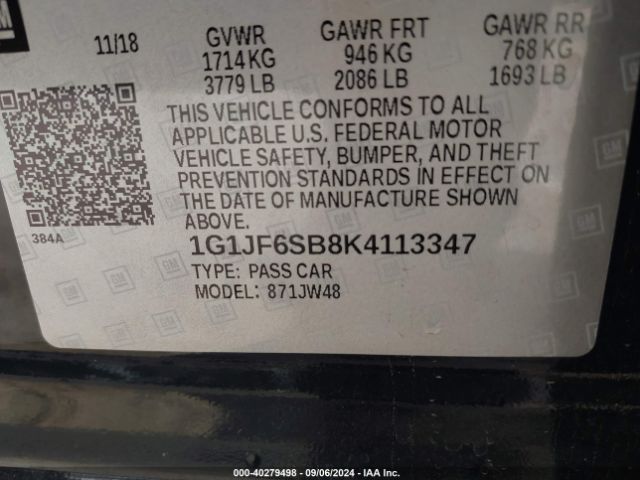 GM
11/18 GVWR GAWR FRT GAWR RR
1714 KG 946 KG 768 KG
3779 LB 2086 LB 1693 LB
THIS VEHICLE CONFORMS TO ALL
APPLICABLE U.S. FEDERAL MOTOR
VEHICLE SAFETY, BUMPER, AND THEFT
PREVENTION STANDARDS IN EFFECT ON
THE DATE OF MANUFACTURE SHOWN
ABOVE.
384A
1G1JF6SB8K4113347
TYPE: PASS CAR
MODEL: 871JW48
000-40279498 - 09/06/2024 - IAA Inc.